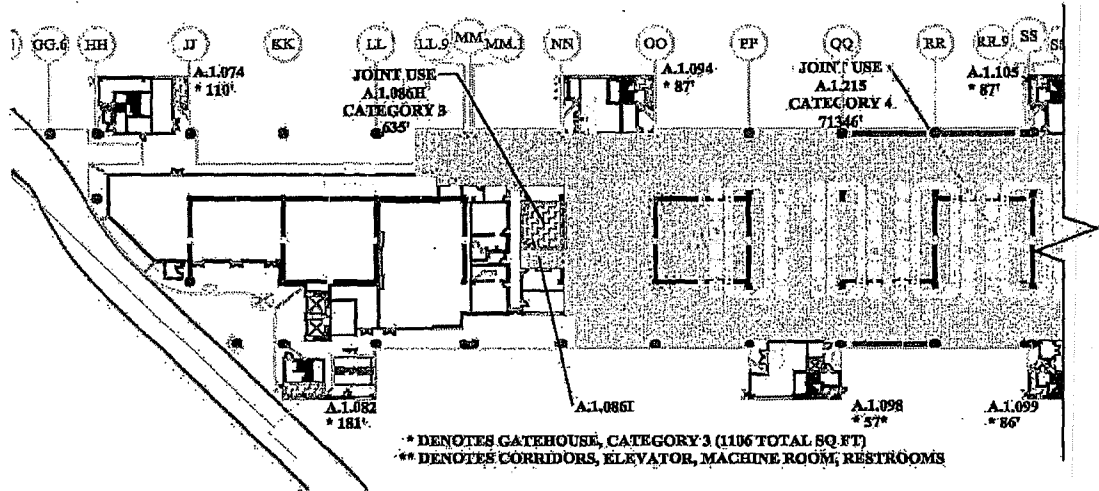 GG.6 HH JJ KK LL LL.9 MM MM.1 NN OO PP QQ RR RR.9 SS
A.1.074
* 110'
JOINT USE
A.1.086H
CATEGORY 3
635'
A.1.094
* 87'
JOINT USE
A.1.215
CATEGORY 4
71346'
A.1.105
* 87'
A.1.082
* 181'
A.1.086I
A.1.098
* 57*
A.1.099
* 86'
* DENOTES GATEHOUSE, CATEGORY 3 (1106 TOTAL SQ FT)
** DENOTES CORRIDORS, ELEVATOR, MACHINE ROOM, RESTROOMS